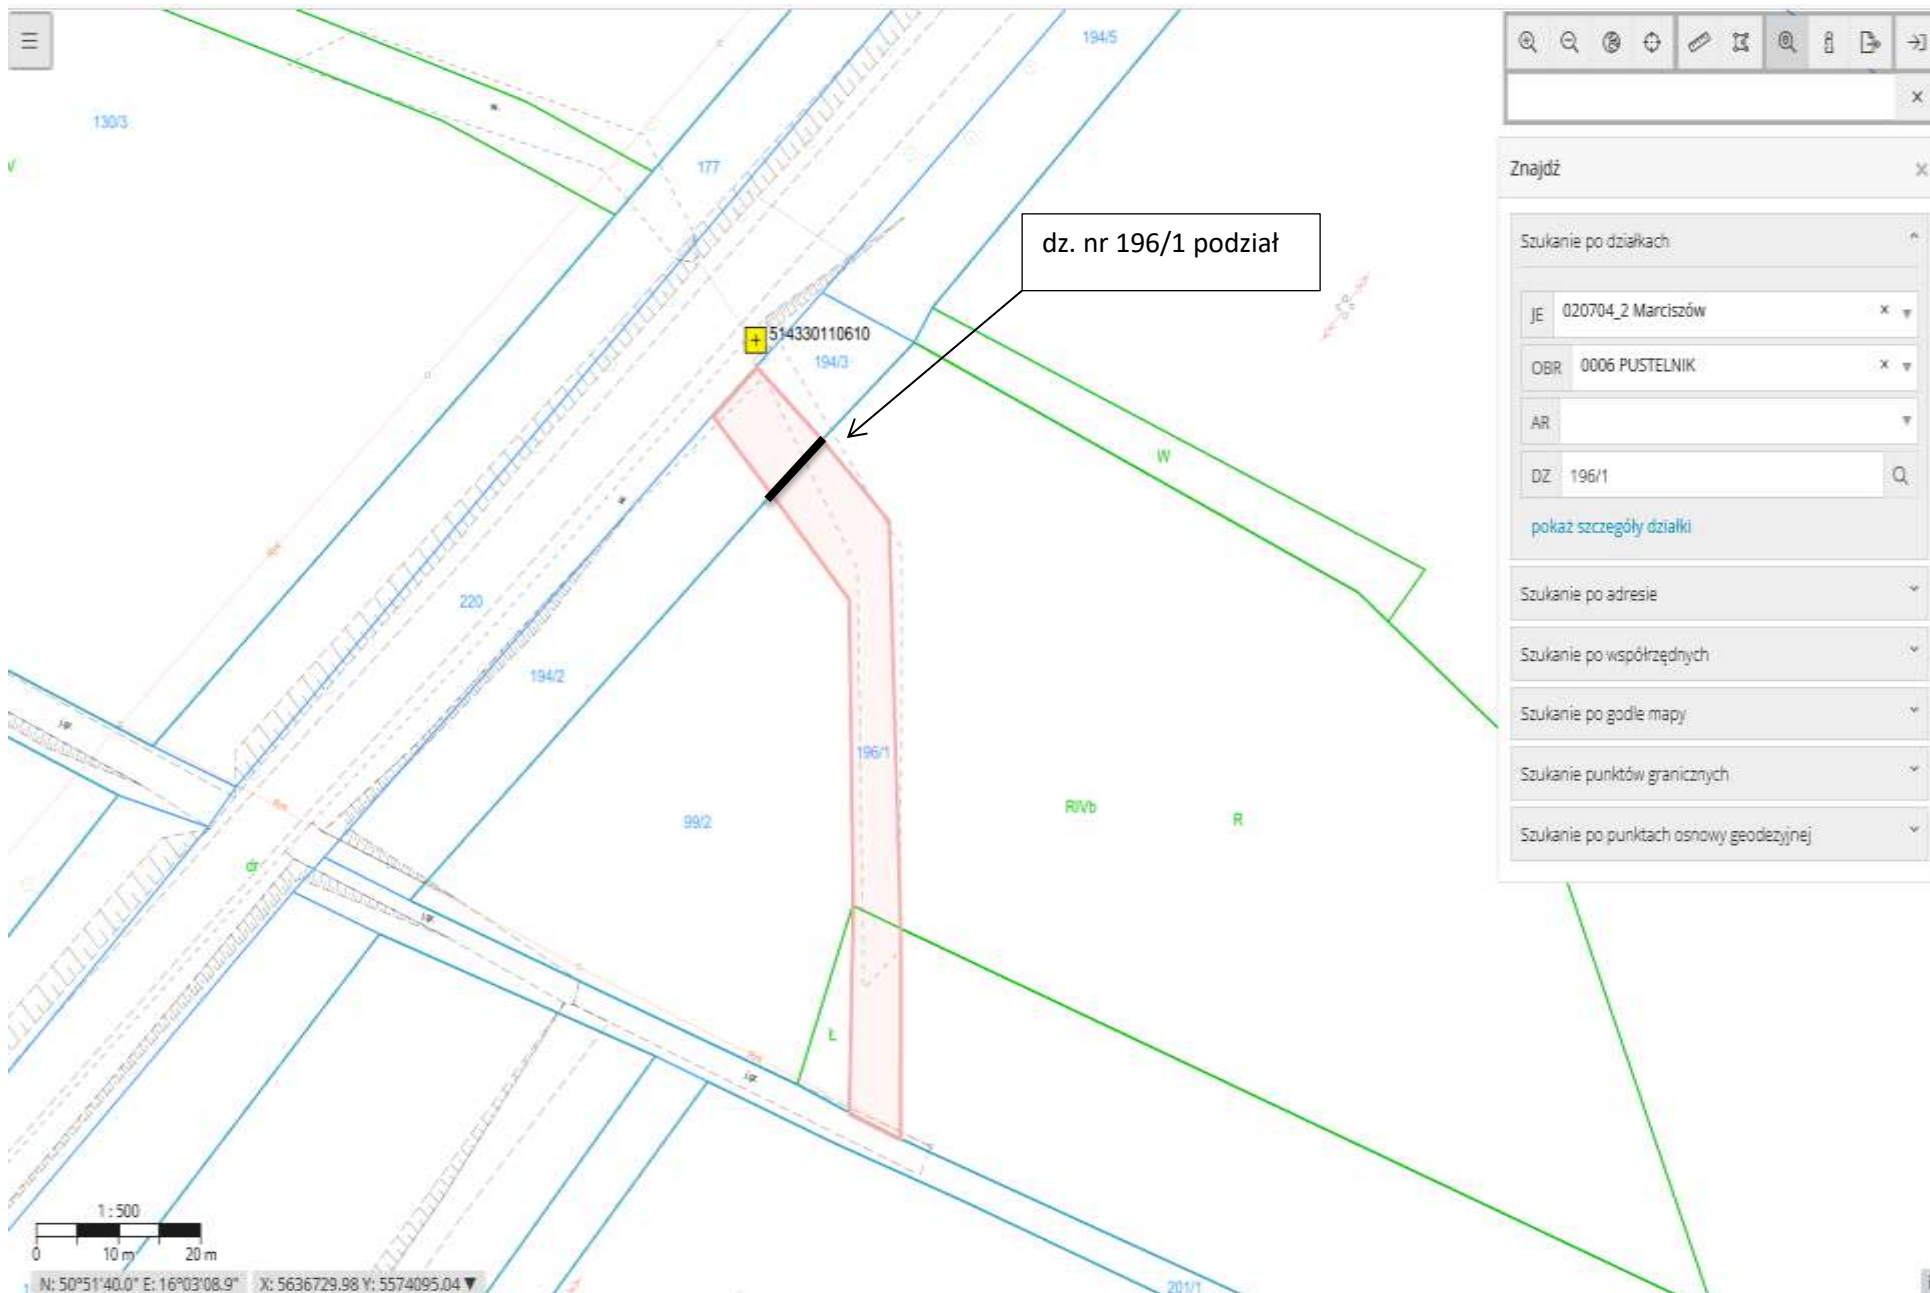 194/5
130/3
177
Znajdź
dz. nr 196/1 podział
Szukanie po działkach
JE 020704_2 Marciszów
514330110610
194/3
OBR 0006 PUSTELNIK
AR
W
DZ 196/1
pokaż szczegóły działki
Szukanie po adresie
220
Szukanie po współrzędnych
194/2
Szukanie po godle mapy
196/1
Szukanie punktów granicznych
RIVb
R
99/2
Szukanie po punktach osnowy geodezyjnej
dr
Ł
1 : 500
0 10 m 20 m
N: 50°51'40.0" E: 16°03'08.9" X: 5636729.98 Y: 5574095.04
201/1